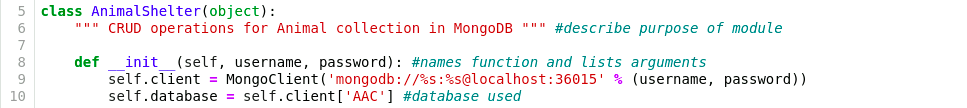 5 class AnimalShelter(object):
6     """ CRUD operations for Animal collection in MongoDB """ #describe purpose of module
7
8     def __init__(self, username, password): #names function and lists arguments
9         self.client = MongoClient('mongodb://%s:%s@localhost:36015' % (username, password))
10         self.database = self.client['AAC'] #database used